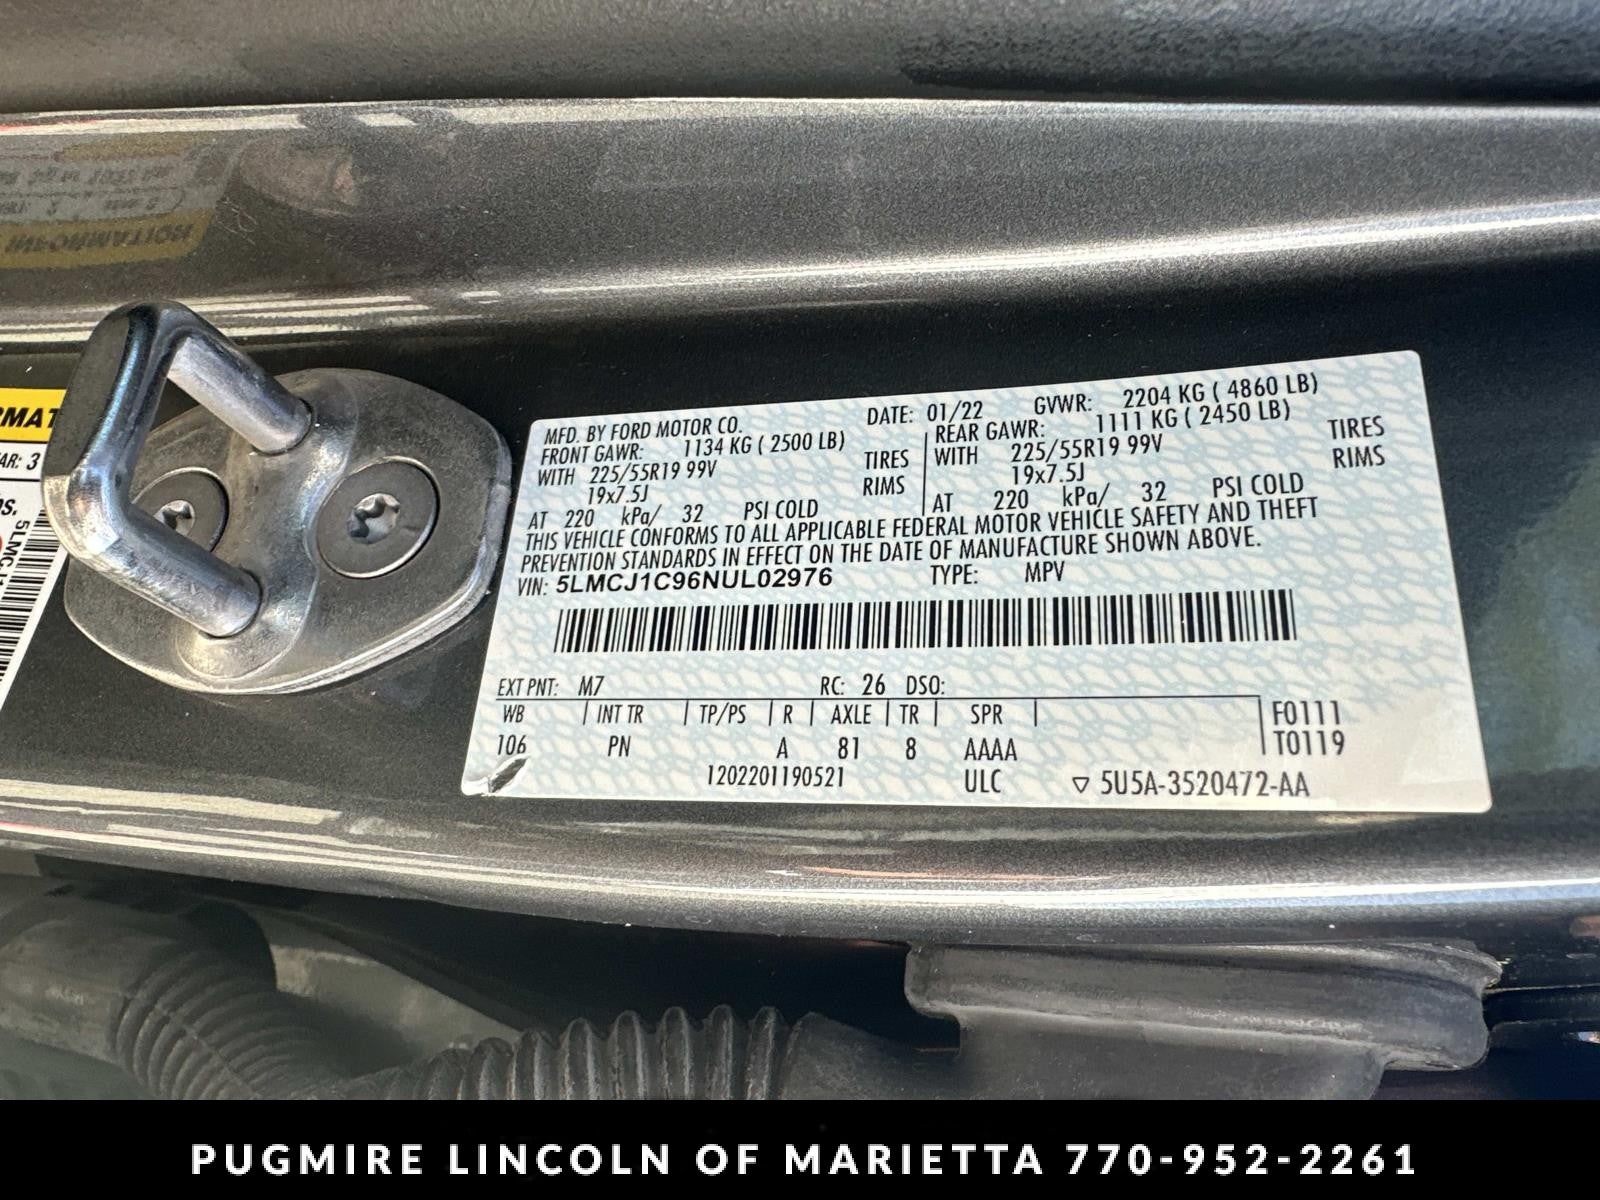 MFD. BY FORD MOTOR CO. DATE: 01/22 GVWR: 2204 KG ( 4860 LB)
FRONT GAWR: 1134 KG ( 2500 LB) REAR GAWR: 1111 KG ( 2450 LB)
WITH 225/55R19 99V TIRES WITH 225/55R19 99V TIRES
19x7.5J RIMS 19x7.5J RIMS
AT 220 kPa/ 32 PSI COLD AT 220 kPa/ 32 PSI COLD
THIS VEHICLE CONFORMS TO ALL APPLICABLE FEDERAL MOTOR VEHICLE SAFETY AND THEFT
PREVENTION STANDARDS IN EFFECT ON THE DATE OF MANUFACTURE SHOWN ABOVE.
VIN: 5LMCJ1C96NUL02976 TYPE: MPV
EXT PNT: M7 RC: 26 DSO:
WB INT TR TP/PS R AXLE TR SPR F0111
106 PN A 81 8 AAAA T0119
1202201190521 ULC 5U5A-3520472-AA
AR: 3
5LMCJ1
PUGMIRE LINCOLN OF MARIETTA 770-952-2261